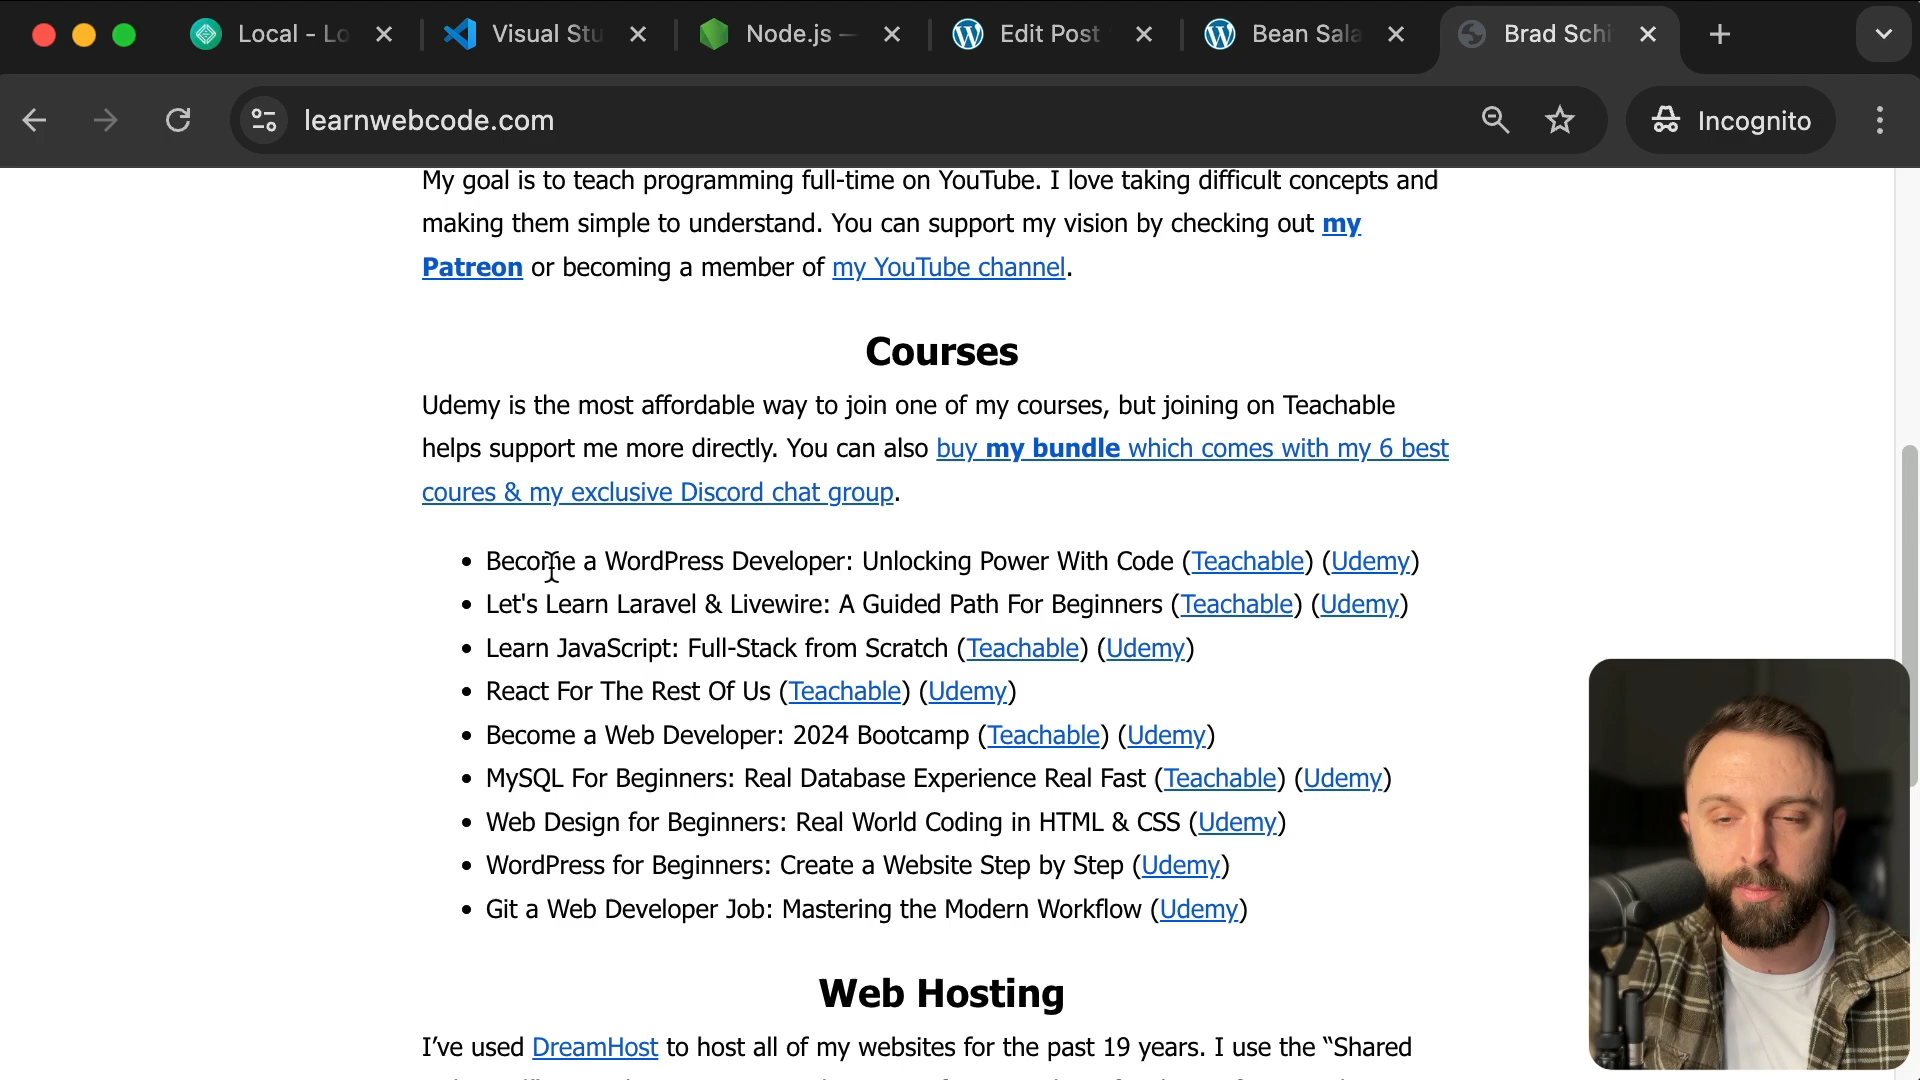 Local - Lo
Visual Stu
Node.js —
Edit Post
Bean Sala
Brad Schi
learnwebcode.com
Incognito
My goal is to teach programming full-time on YouTube. I love taking difficult concepts and
making them simple to understand. You can support my vision by checking out my
Patreon or becoming a member of my YouTube channel.
Courses
Udemy is the most affordable way to join one of my courses, but joining on Teachable
helps support me more directly. You can also buy my bundle which comes with my 6 best
coures & my exclusive Discord chat group.
• Become a WordPress Developer: Unlocking Power With Code (Teachable) (Udemy)
• Let's Learn Laravel & Livewire: A Guided Path For Beginners (Teachable) (Udemy)
• Learn JavaScript: Full-Stack from Scratch (Teachable) (Udemy)
• React For The Rest Of Us (Teachable) (Udemy)
• Become a Web Developer: 2024 Bootcamp (Teachable) (Udemy)
• MySQL For Beginners: Real Database Experience Real Fast (Teachable) (Udemy)
• Web Design for Beginners: Real World Coding in HTML & CSS (Udemy)
• WordPress for Beginners: Create a Website Step by Step (Udemy)
• Git a Web Developer Job: Mastering the Modern Workflow (Udemy)
Web Hosting
I've used DreamHost to host all of my websites for the past 19 years. I use the “Shared